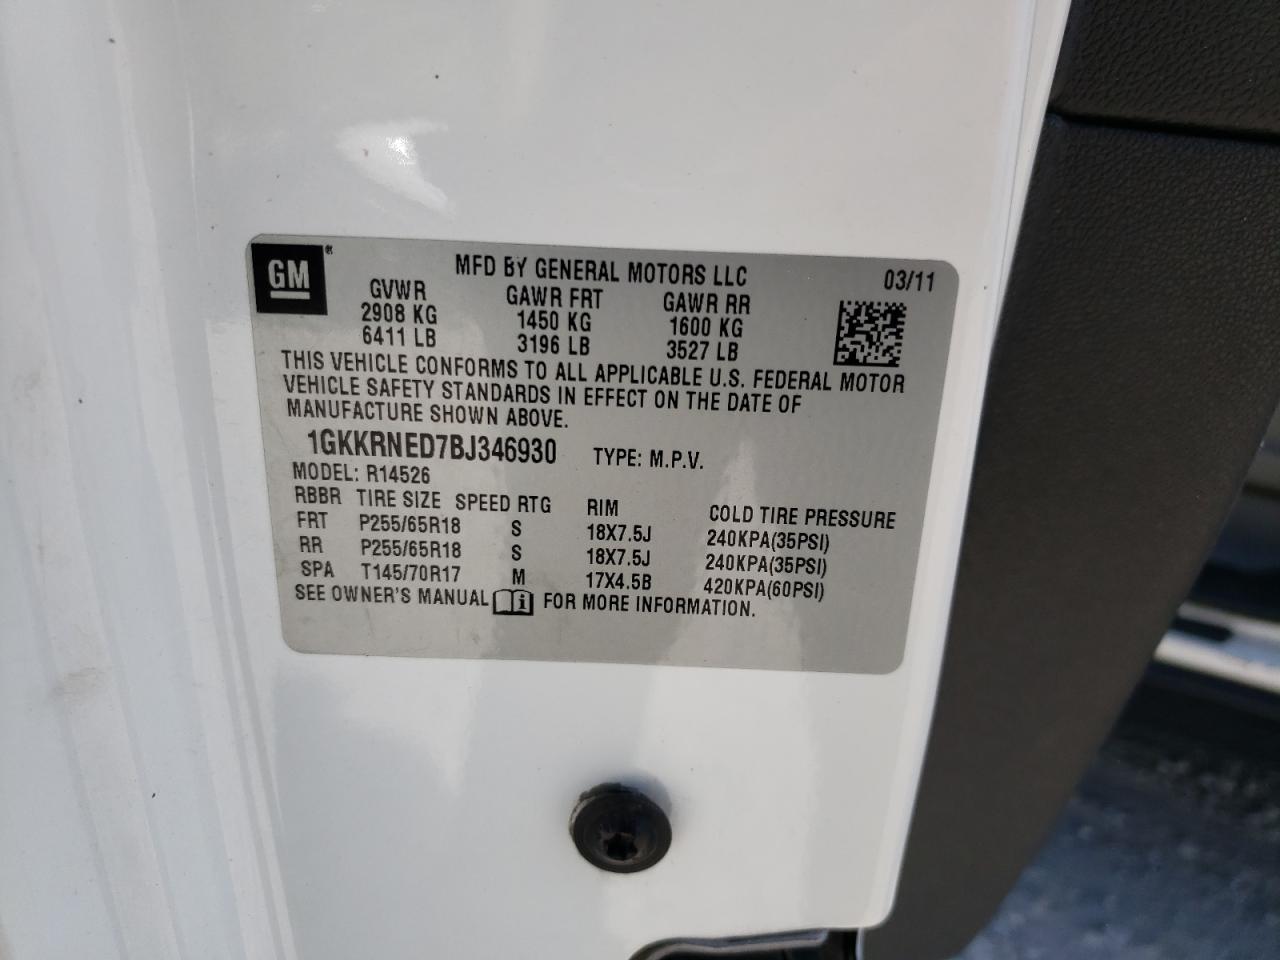 GM ® MFD BY GENERAL MOTORS LLC 03/11
GVWR GAWR FRT GAWR RR
2908 KG 1450 KG 1600 KG
6411 LB 3196 LB 3527 LB
THIS VEHICLE CONFORMS TO ALL APPLICABLE U.S. FEDERAL MOTOR
VEHICLE SAFETY STANDARDS IN EFFECT ON THE DATE OF
MANUFACTURE SHOWN ABOVE.
1GKKRNED7BJ346930 TYPE: M.P.V.
MODEL: R14526
RBBR TIRE SIZE SPEED RTG RIM COLD TIRE PRESSURE
FRT P255/65R18 S 18X7.5J 240KPA(35PSI)
RR P255/65R18 S 18X7.5J 240KPA(35PSI)
SPA T145/70R17 M 17X4.5B 420KPA(60PSI)
SEE OWNER'S MANUAL i FOR MORE INFORMATION.